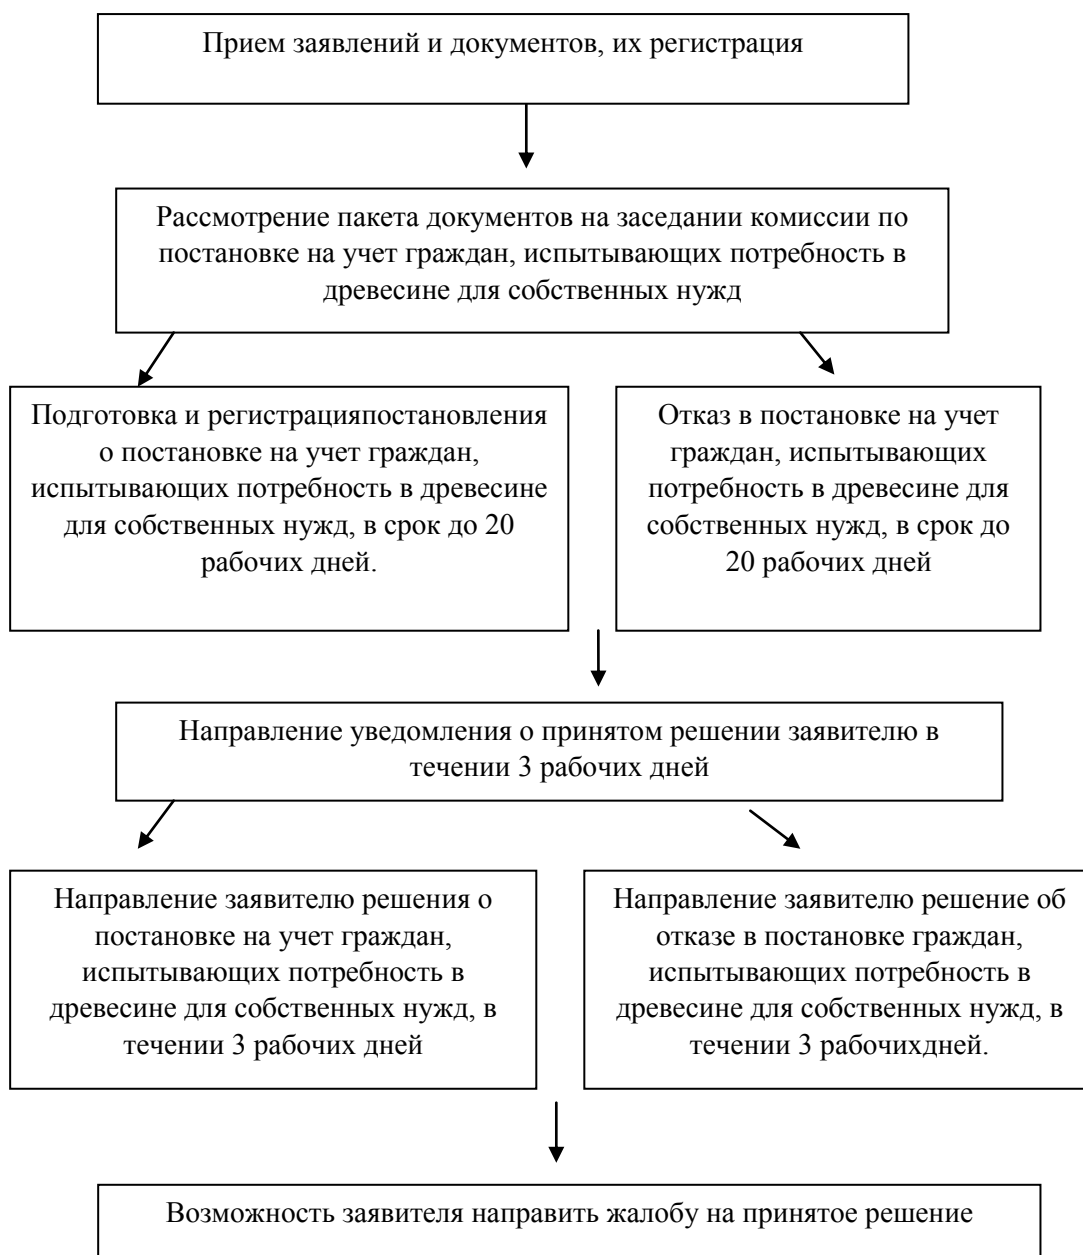 Прием заявлений и документов, их регистрация
Рассмотрение пакета документов на заседании комиссии по
постановке на учет граждан, испытывающих потребность в
древесине для собственных нужд
Подготовка и регистрацияпостановления
о постановке на учет граждан,
испытывающих потребность в древесине
для собственных нужд, в срок до 20
рабочих дней.
Отказ в постановке на учет
граждан, испытывающих
потребность в древесине для
собственных нужд, в срок до
20 рабочих дней
Направление уведомления о принятом решении заявителю в
течении 3 рабочих дней
Направление заявителю решения о
постановке на учет граждан,
испытывающих потребность в
древесине для собственных нужд, в
течении 3 рабочих дней
Направление заявителю решение об
отказе в постановке граждан,
испытывающих потребность в
древесине для собственных нужд, в
течении 3 рабочихдней.
Возможность заявителя направить жалобу на принятое решение